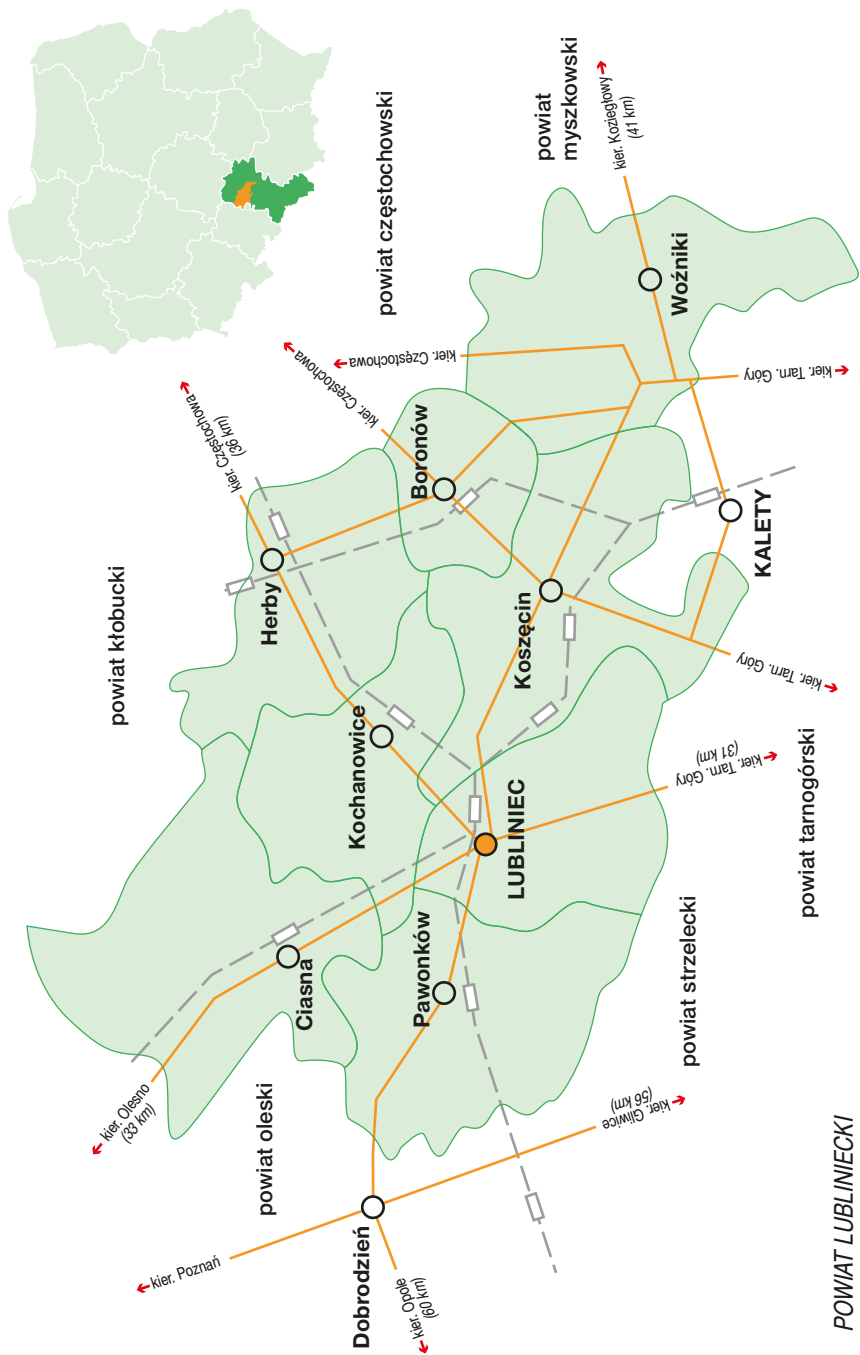 powiat kłobucki
powiat częstochowski
powiat
myszkowski
kier. Częstochowa
(36 km)
kier. Częstochowa
kier. Częstochowa
kier. Koziegłowy
(41 km)
kier. Olesno
(33 km)
powiat oleski
Ciasna
Kochanowice
Herby
Boronów
Woźniki
kier. Poznań
Dobrodzień
kier. Opole
(60 km)
Pawonków
LUBLINIEC
Koszęcin
KALETY
kier. Tarn. Góry
kier. Tarn. Góry
kier. Tarn. Góry
(31 km)
kier. Gliwice
(56 km)
powiat strzelecki
powiat tarnogórski
POWIAT LUBLINIECKI